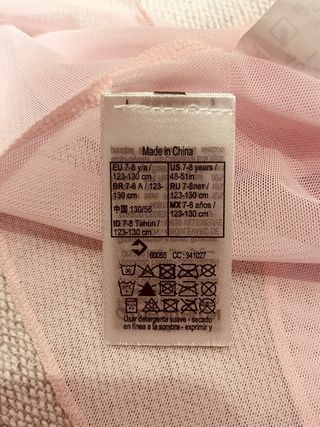 Made in China
EU 7-8 y/a /
123-130 cm
BR 7-8 A / 123-
130 cm
中国 130/56
ID 7-8 Tahun /
123-130 cm
US 7-8 years /
48-51in
RU 7-8 лет /
123-130 cm
MX 7-8 años /
123-130 cm
60055 CC: 341027
Usar detergente suave - secado
en línea a la sombra - exprimir y